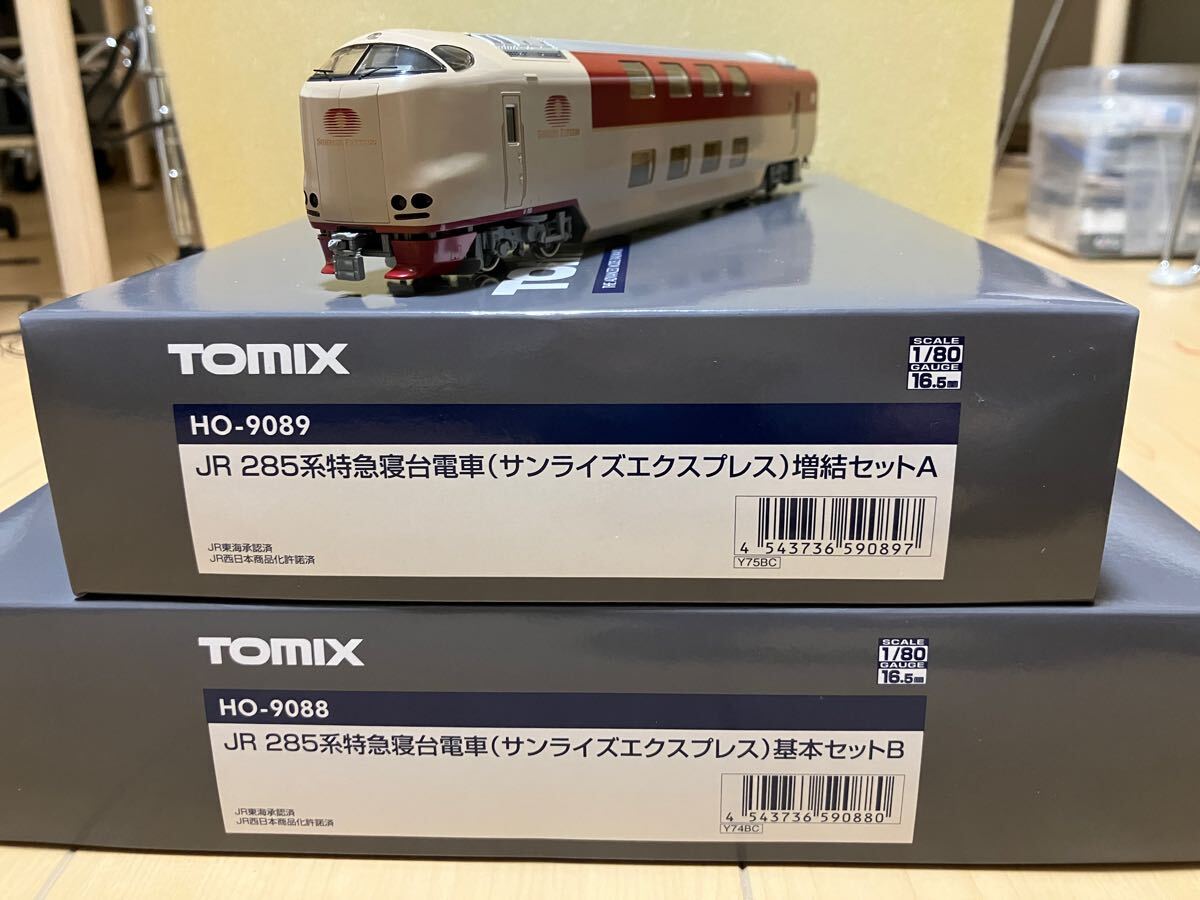 SUNRISE EXPRESS
SUNRISE EXPRESS
TOMIX
SCALE
1/80
GAUGE
16.5mm
HO-9089
JR 285系特急寝台電車(サンライズエクスプレス)増結セットA
JR東海承認済
JR西日本商品化許諾済
4 543736 590897
Y75BC
TOMIX
SCALE
1/80
GAUGE
16.5mm
HO-9088
JR 285系特急寝台電車(サンライズエクスプレス)基本セットB
JR東海承認済
JR西日本商品化許諾済
4 543736 590880
Y74BC